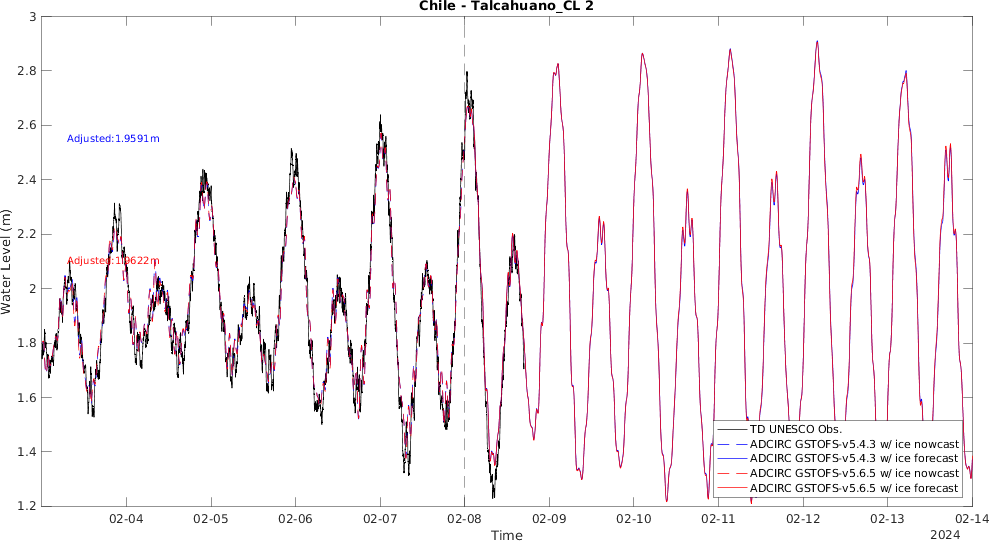 Chile - Talcahuano_CL 2
3
2.8
2.6
2.4
2.2
2
1.8
1.6
1.4
1.2
Water Level (m)
Adjusted:1.9591m
Adjusted:1.9622m
TD UNESCO Obs.
ADCIRC GSTOFS-v5.4.3 w/ ice nowcast
ADCIRC GSTOFS-v5.4.3 w/ ice forecast
ADCIRC GSTOFS-v5.6.5 w/ ice nowcast
ADCIRC GSTOFS-v5.6.5 w/ ice forecast
02-04 02-05 02-06 02-07 02-08 02-09 02-10 02-11 02-12 02-13 02-14
Time
2024